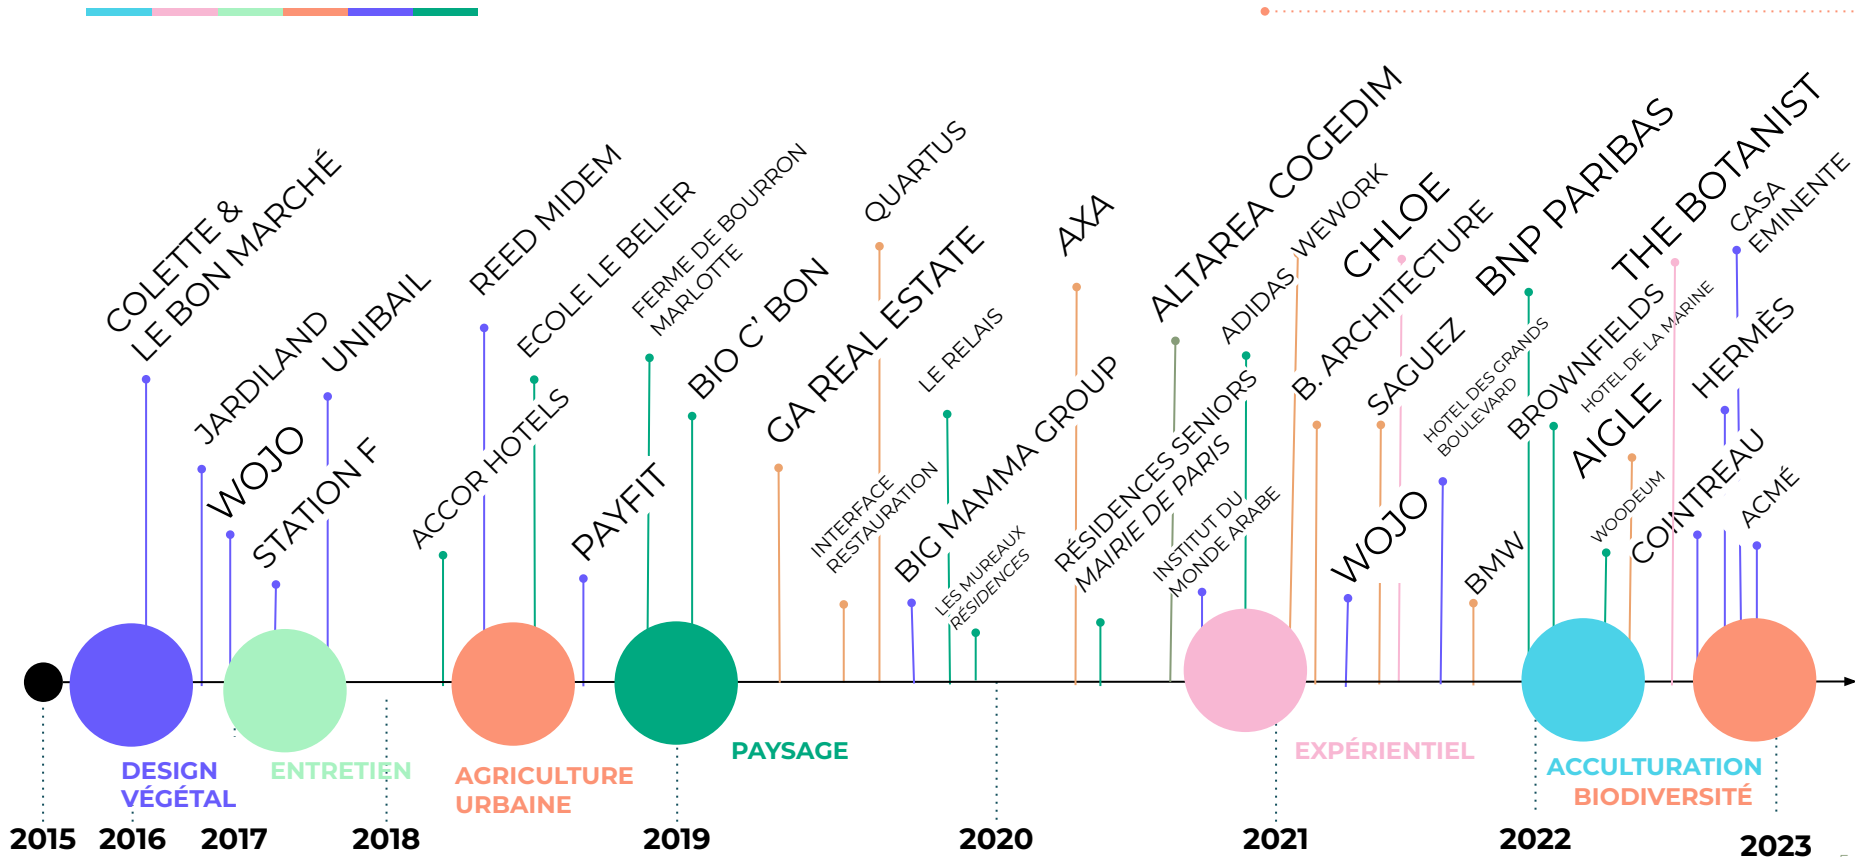 COLETTE &
LE BON MARCHÉ
JARDILAND
WOJO
UNIBAIL
STATION F
REED MIDEM
ACCOR HOTELS
ECOLE LE BELIER
PAYFIT
FERME DE BOURRON
MARLOTTE
BIO C' BON
GA REAL ESTATE
QUARTUS
INTERFACE
RESTAURATION
LE RELAIS
BIG MAMMA GROUP
LES MUREAUX
RÉSIDENCES
AXA
RÉSIDENCES SENIORS
MAIRIE DE PARIS
ALTAREA COGEDIM
INSTITUT DU
MONDE ARABE
ADIDAS
WEWORK
CHLOE
B. ARCHITECTURE
WOJO
SAGUEZ
HOTEL DES GRANDS
BOULEVARD
BMW
BNP PARIBAS
BROWNFIELDS
HOTEL DE LA MARINE
THE BOTANIST
AIGLE
WOODEUM
COINTREAU
CASA
EMINENTE
HERMÈS
ACMÉ
DESIGN
VÉGÉTAL
ENTRETIEN
AGRICULTURE
URBAINE
PAYSAGE
EXPÉRIENTIEL
ACCULTURATION
BIODIVERSITÉ
2015
2016
2017
2018
2019
2020
2021
2022
2023